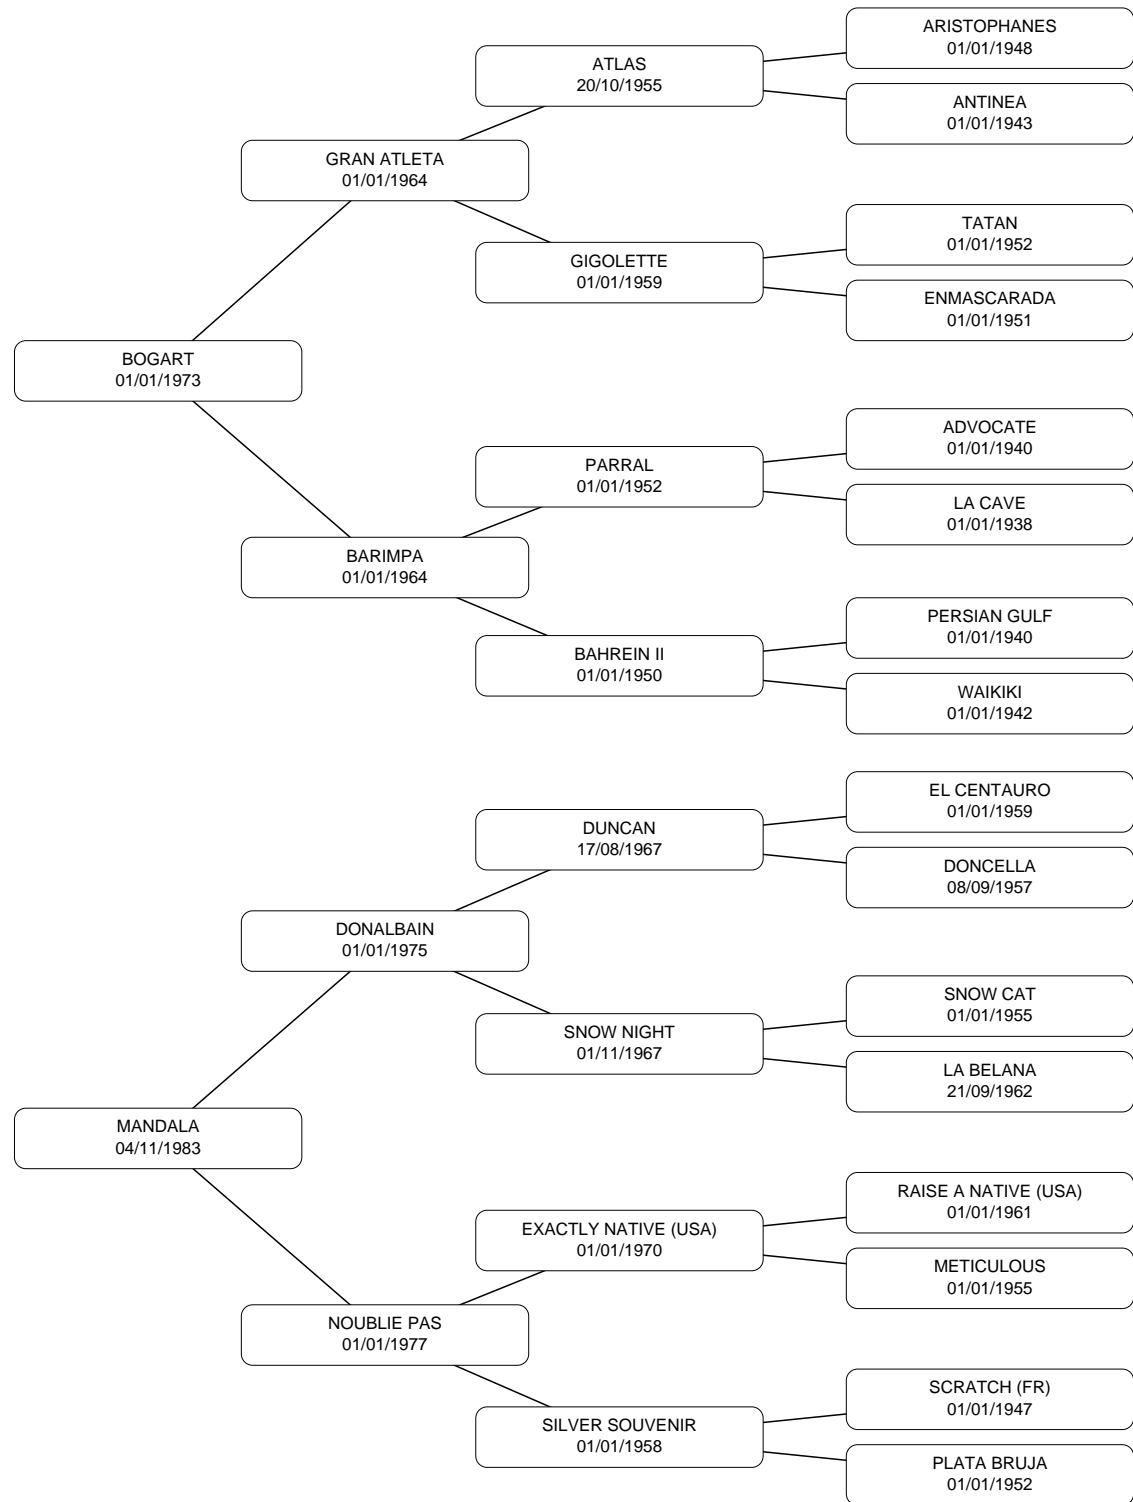 ARISTOPHANES
01/01/1948
ATLAS
20/10/1955
ANTINEA
01/01/1943
GRAN ATLETA
01/01/1964
TATAN
01/01/1952
GIGOLETTE
01/01/1959
ENMASCARADA
01/01/1951
BOGART
01/01/1973
ADVOCATE
01/01/1940
PARRAL
01/01/1952
LA CAVE
01/01/1938
BARIMPA
01/01/1964
PERSIAN GULF
01/01/1940
BAHREIN II
01/01/1950
WAIKIKI
01/01/1942
EL CENTAURO
01/01/1959
DUNCAN
17/08/1967
DONCELLA
08/09/1957
DONALBAIN
01/01/1975
SNOW CAT
01/01/1955
SNOW NIGHT
01/11/1967
LA BELANA
21/09/1962
MANDALA
04/11/1983
RAISE A NATIVE (USA)
01/01/1961
EXACTLY NATIVE (USA)
01/01/1970
METICULOUS
01/01/1955
NOUBLIE PAS
01/01/1977
SCRATCH (FR)
01/01/1947
SILVER SOUVENIR
01/01/1958
PLATA BRUJA
01/01/1952